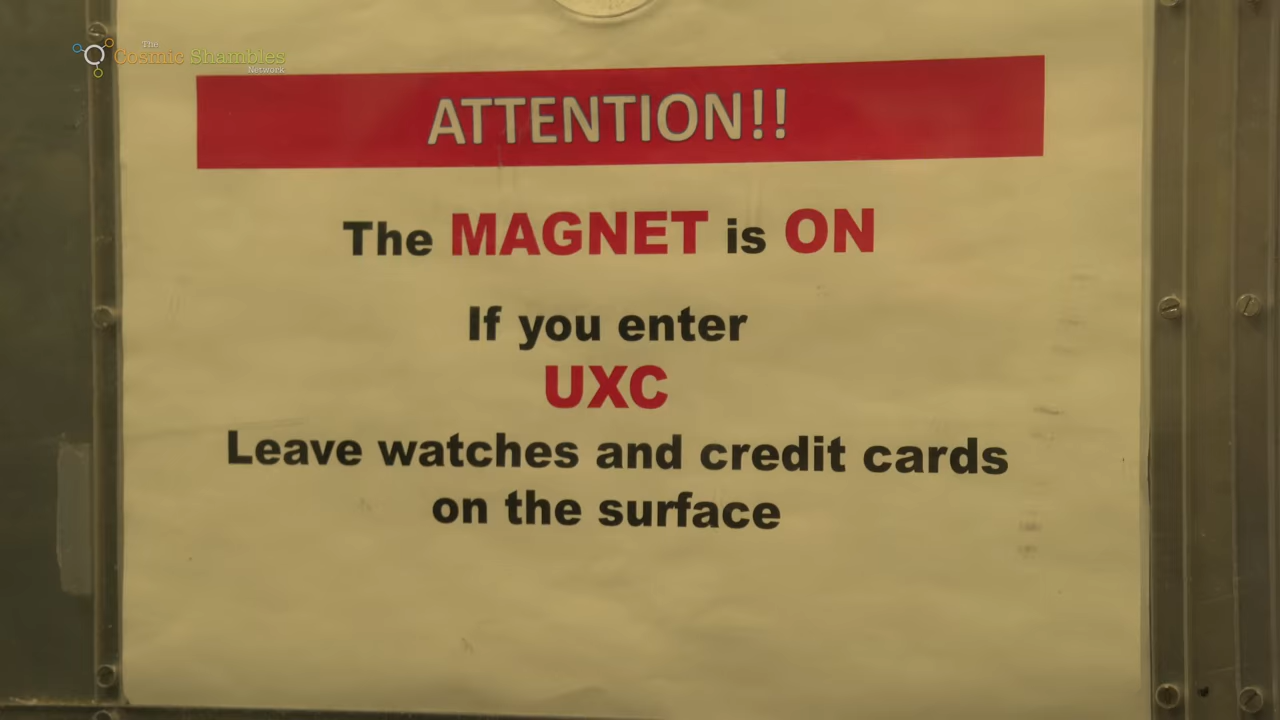 The
Cosmic Shambles
Network
ATTENTION!!
The MAGNET is ON
If you enter
UXC
Leave watches and credit cards
on the surface